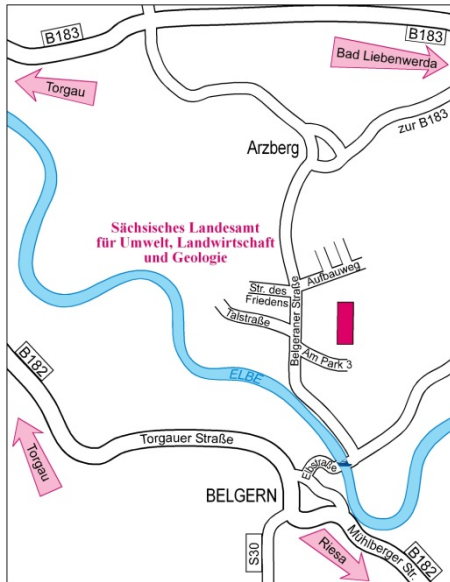 B183
B183
Bad Liebenwerda
Torgau
zur B183
Arzberg
Sächsisches Landesamt
für Umwelt, Landwirtschaft
und Geologie
Aufbauweg
Str. des
Friedens
Belgeraner Straße
Talstraße
Am Park 3
B182
ELBE
Torgau
Torgauer Straße
Elbstraße
BELGERN
Mühlberger Str.
B182
S30
Riesa